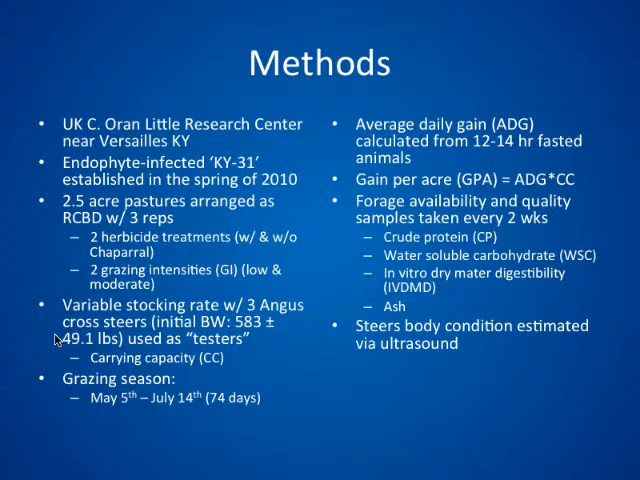 Methods
• UK C. Oran Little Research Center
near Versailles KY
• Endophyte-infected ‘KY-31’
established in the spring of 2010
• 2.5 acre pastures arranged as
RCBD w/ 3 reps
– 2 herbicide treatments (w/ & w/o
Chaparral)
– 2 grazing intensities (GI) (low &
moderate)
• Variable stocking rate w/ 3 Angus
cross steers (initial BW: 583 ±
49.1 lbs) used as “testers”
– Carrying capacity (CC)
• Grazing season:
– May 5th – July 14th (74 days)
• Average daily gain (ADG)
calculated from 12-14 hr fasted
animals
• Gain per acre (GPA) = ADG*CC
• Forage availability and quality
samples taken every 2 wks
– Crude protein (CP)
– Water soluble carbohydrate (WSC)
– In vitro dry mater digestibility
(IVDMD)
– Ash
• Steers body condition estimated
via ultrasound